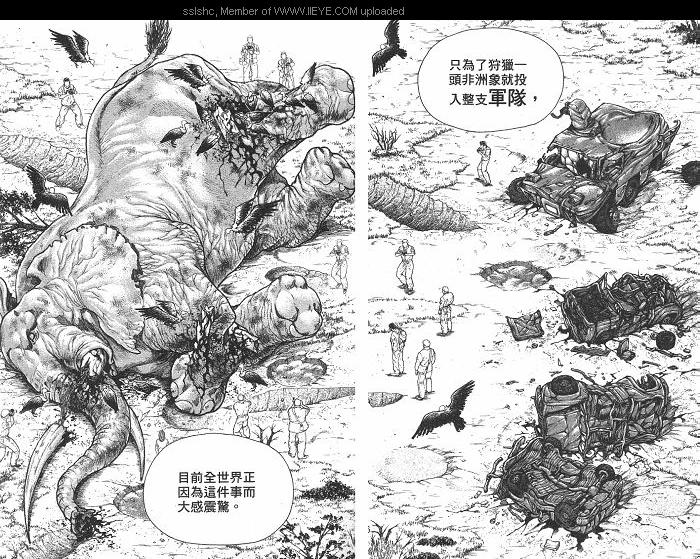 sslshc, Member of WWW.IIEYE.COM uploaded
只為了狩獵一
頭非洲象就投
入整支軍隊，
目前全世界正
因為這件事而
大感震驚。